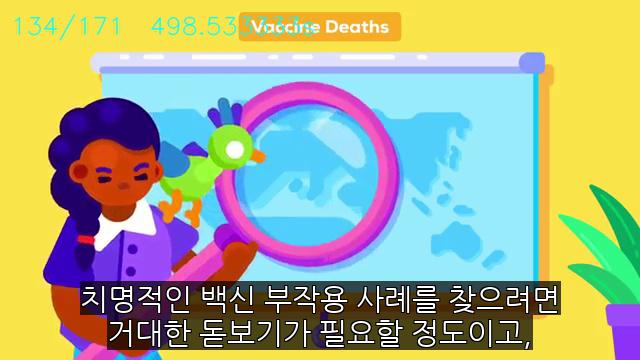 134/171 498.533333s
Vaccine Deaths
치명적인 백신 부작용 사례를 찾으려면
거대한 돋보기가 필요할 정도이고,